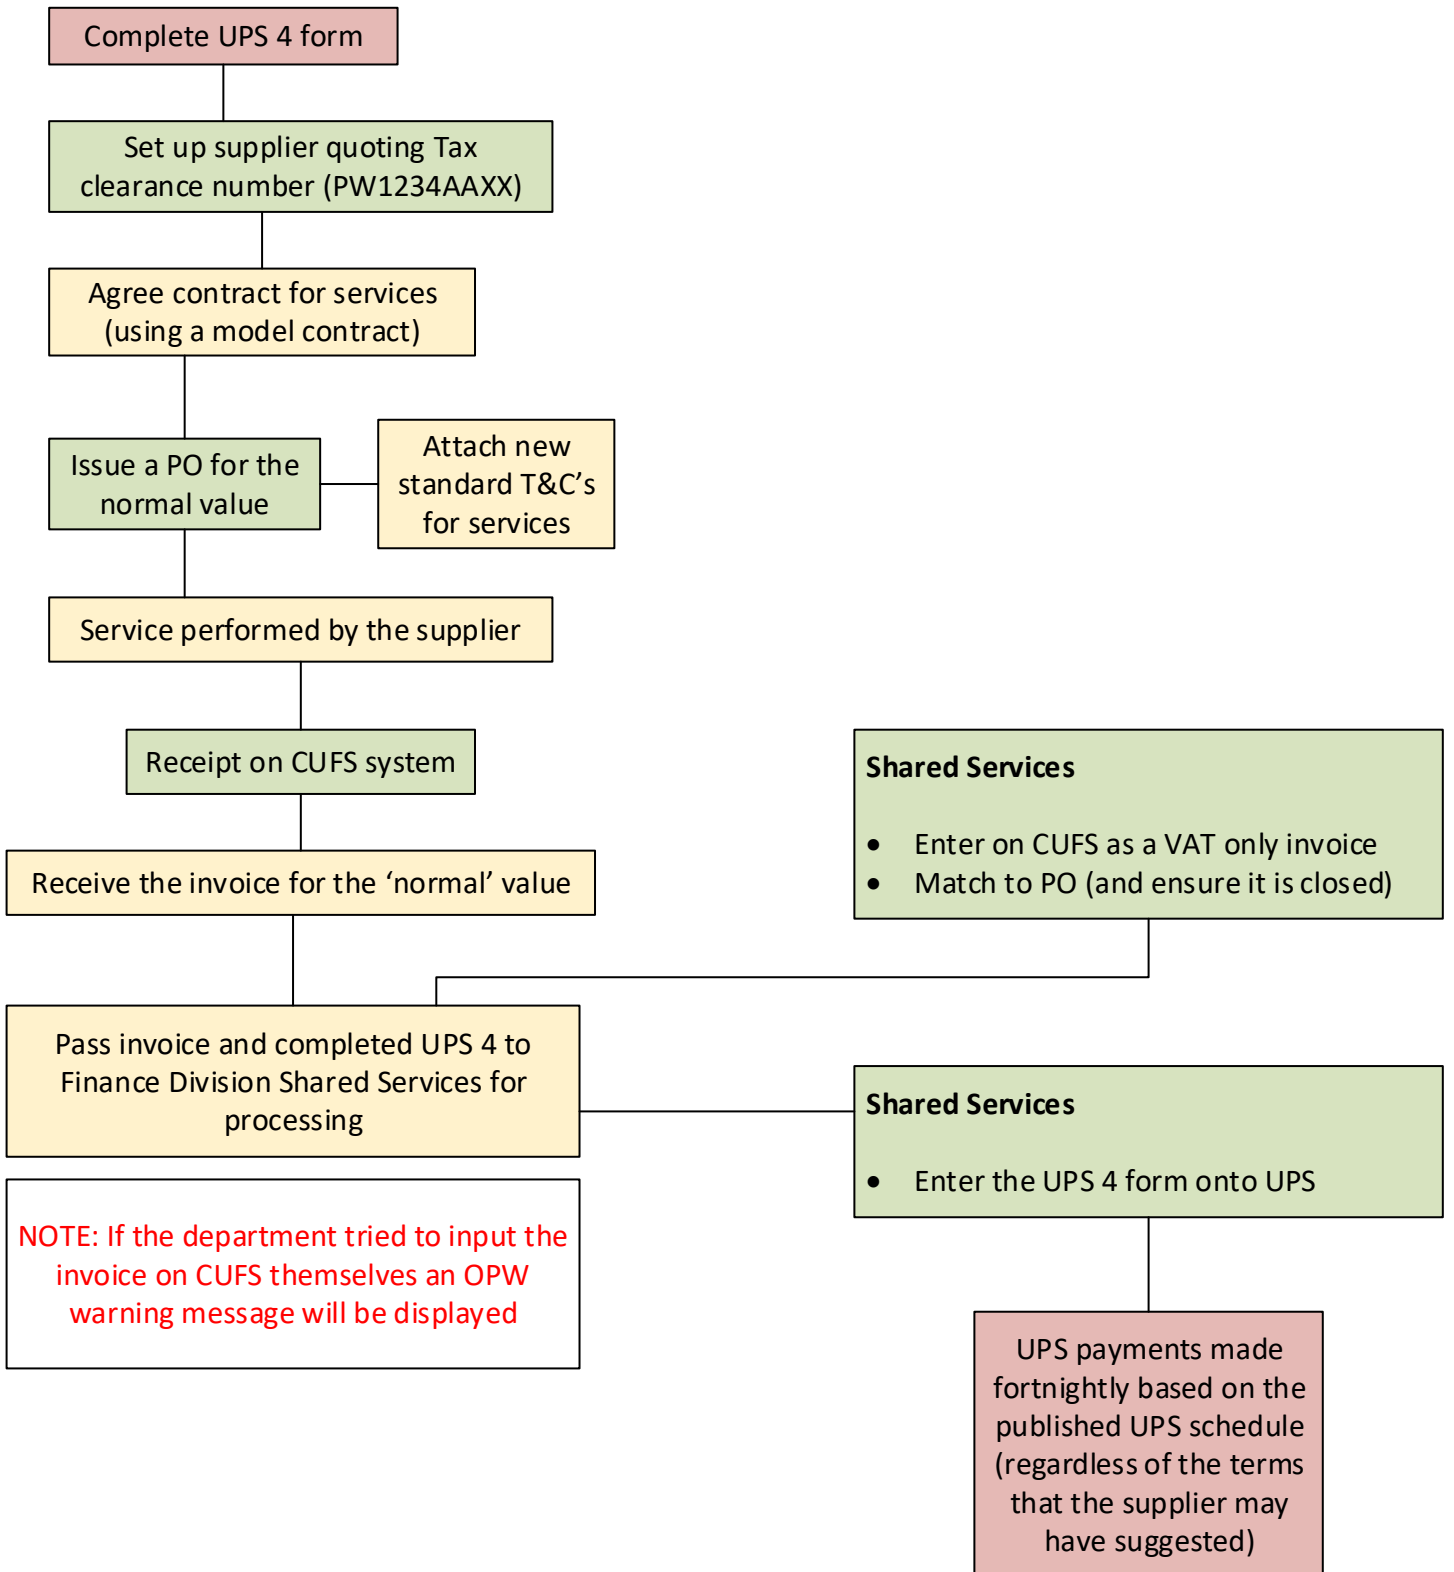 Complete UPS 4 form
Set up supplier quoting Tax
clearance number (PW1234AAXX)
Agree contract for services
(using a model contract)
Issue a PO for the
normal value
Attach new
standard T&C’s
for services
Service performed by the supplier
Receipt on CUFS system
Receive the invoice for the ‘normal’ value
Shared Services
• Enter on CUFS as a VAT only invoice
• Match to PO (and ensure it is closed)
Pass invoice and completed UPS 4 to
Finance Division Shared Services for
processing
Shared Services
• Enter the UPS 4 form onto UPS
NOTE: If the department tried to input the
invoice on CUFS themselves an OPW
warning message will be displayed
UPS payments made
fortnightly based on the
published UPS schedule
(regardless of the terms
that the supplier may
have suggested)